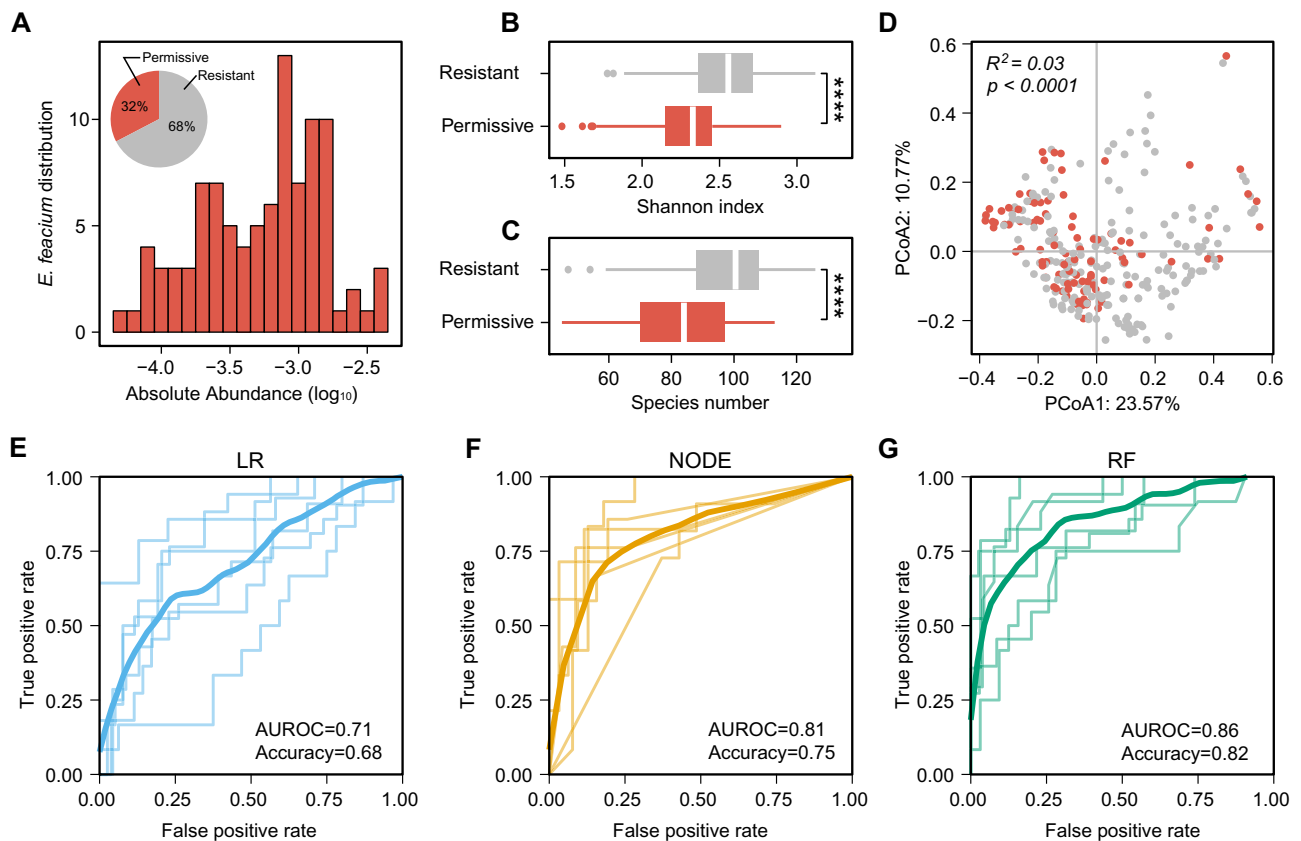 A
Permissive
Resistant
32%
68%
E. feacium distribution
10
5
0
−4.0
−3.5
−3.0
−2.5
Absolute Abundance (log₁₀)
B
Resistant
Permissive
****
1.5
2.0
2.5
3.0
Shannon index
C
Resistant
Permissive
****
60
80
100
120
Species number
D
R² = 0.03
p < 0.0001
PCoA2: 10.77%
0.6
0.4
0.2
0.0
−0.2
−0.4
−0.2
0.0
0.2
0.4
0.6
PCoA1: 23.57%
E
LR
True positive rate
1.00
0.75
0.50
0.25
0.00
AUROC=0.71
Accuracy=0.68
0.00
0.25
0.50
0.75
1.00
False positive rate
F
NODE
True positive rate
1.00
0.75
0.50
0.25
0.00
AUROC=0.81
Accuracy=0.75
0.00
0.25
0.50
0.75
1.00
False positive rate
G
RF
True positive rate
1.00
0.75
0.50
0.25
0.00
AUROC=0.86
Accuracy=0.82
0.00
0.25
0.50
0.75
1.00
False positive rate